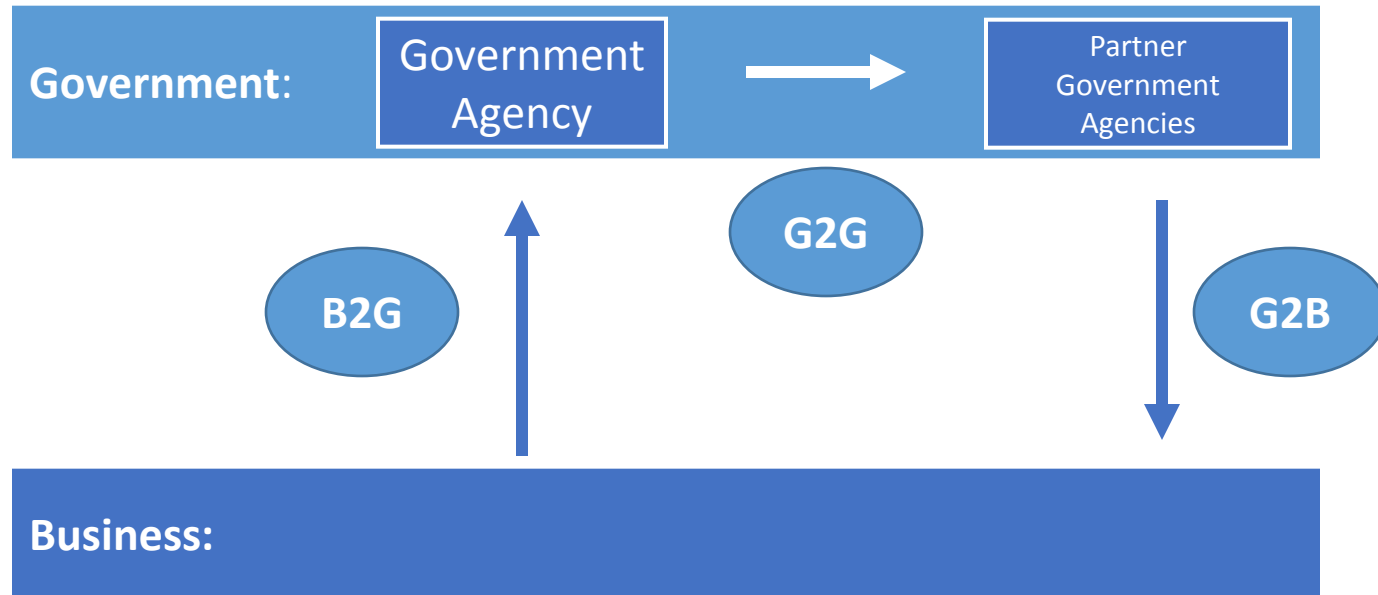 Government:
Government
Agency
Partner
Government
Agencies
G2G
B2G
G2B
Business: